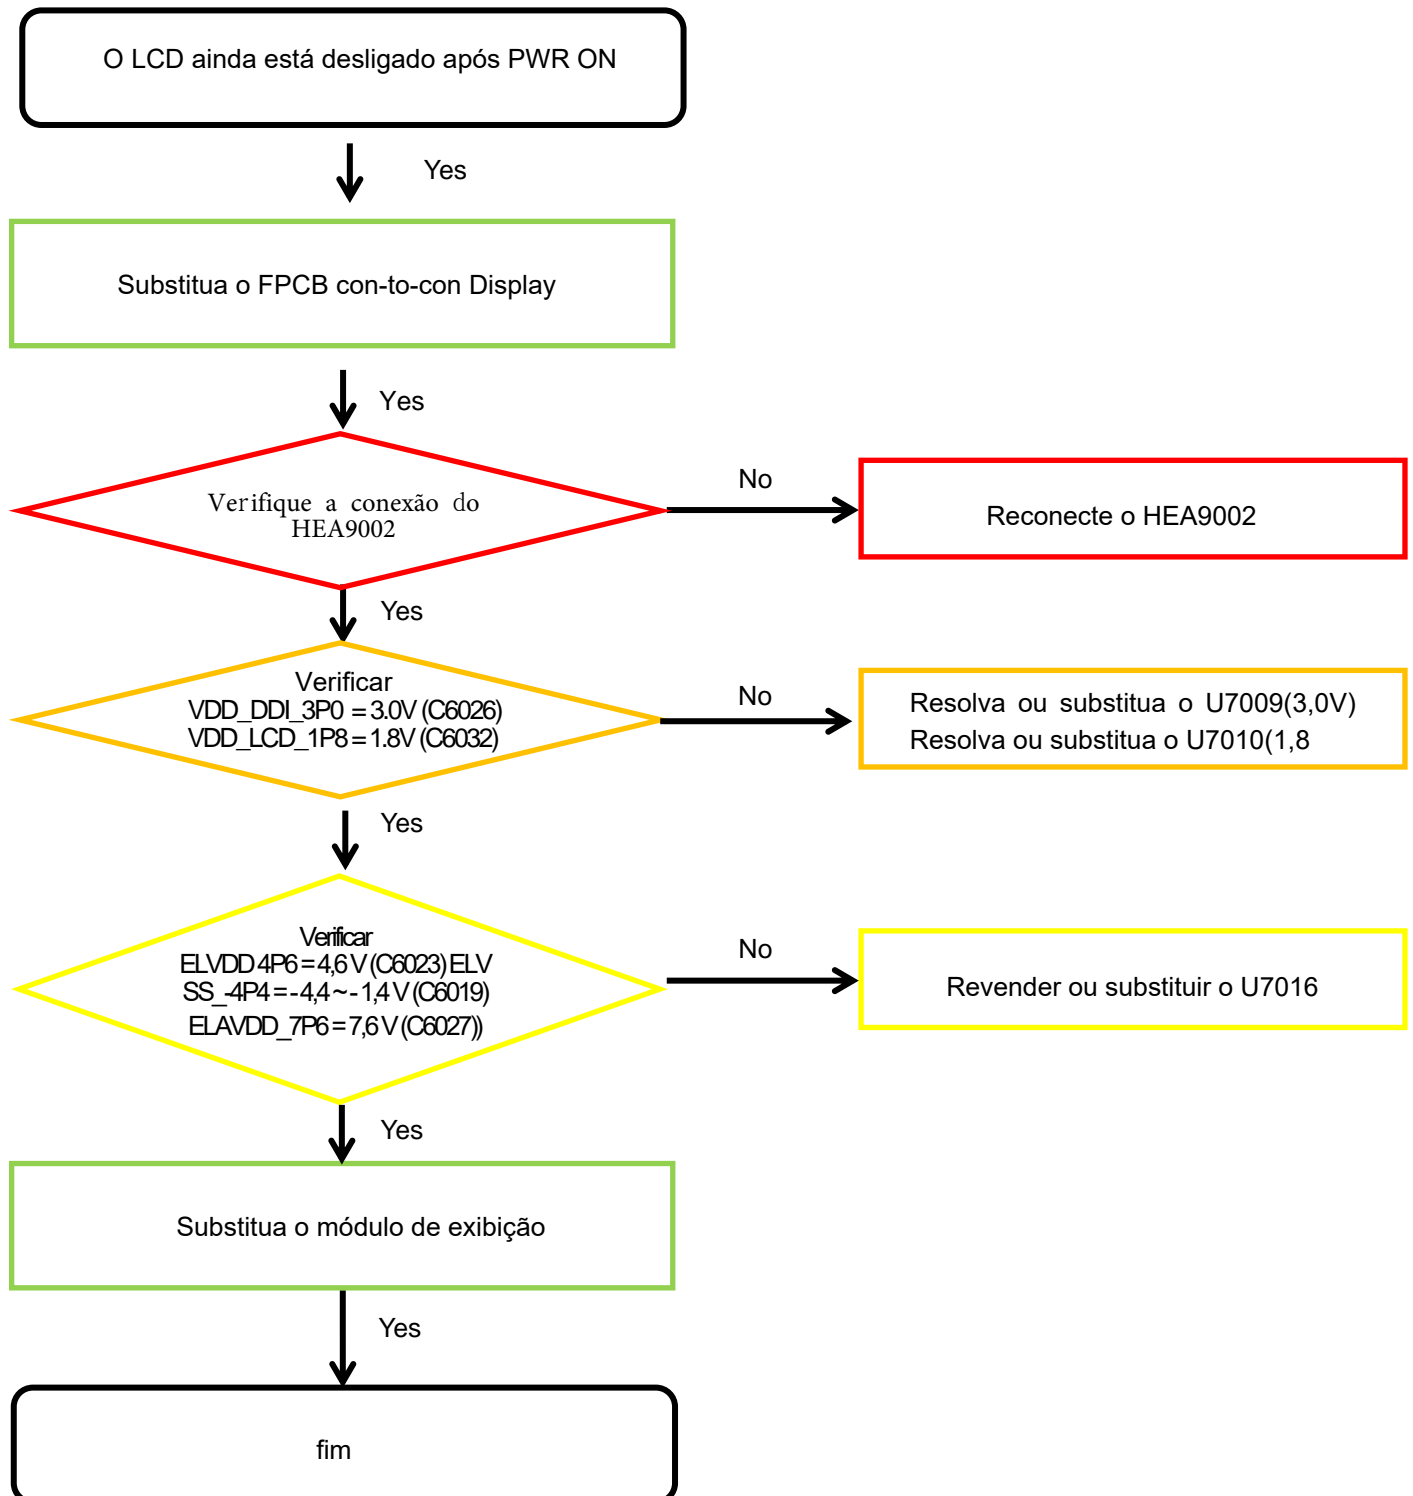 O LCD ainda está desligado após PWR ON
Yes
Substitua o FPCB con-to-con Display
Yes
Verifique a conexão do
HEA9002
No
Reconecte o HEA9002
Yes
Verificar
VDD_DDI_3P0 = 3.0V (C6026)
VDD_LCD_1P8 = 1.8V (C6032)
No
Resolva ou substitua o U7009(3,0V)
Resolva ou substitua o U7010(1,8
Yes
Verificar
ELVDD 4P6 = 4,6 V (C6023) ELV
SS_-4P4 = - 4,4 ~ - 1,4 V (C6019)
ELAVDD_7P6 = 7,6 V (C6027))
No
Revender ou substituir o U7016
Yes
Substitua o módulo de exibição
Yes
fim